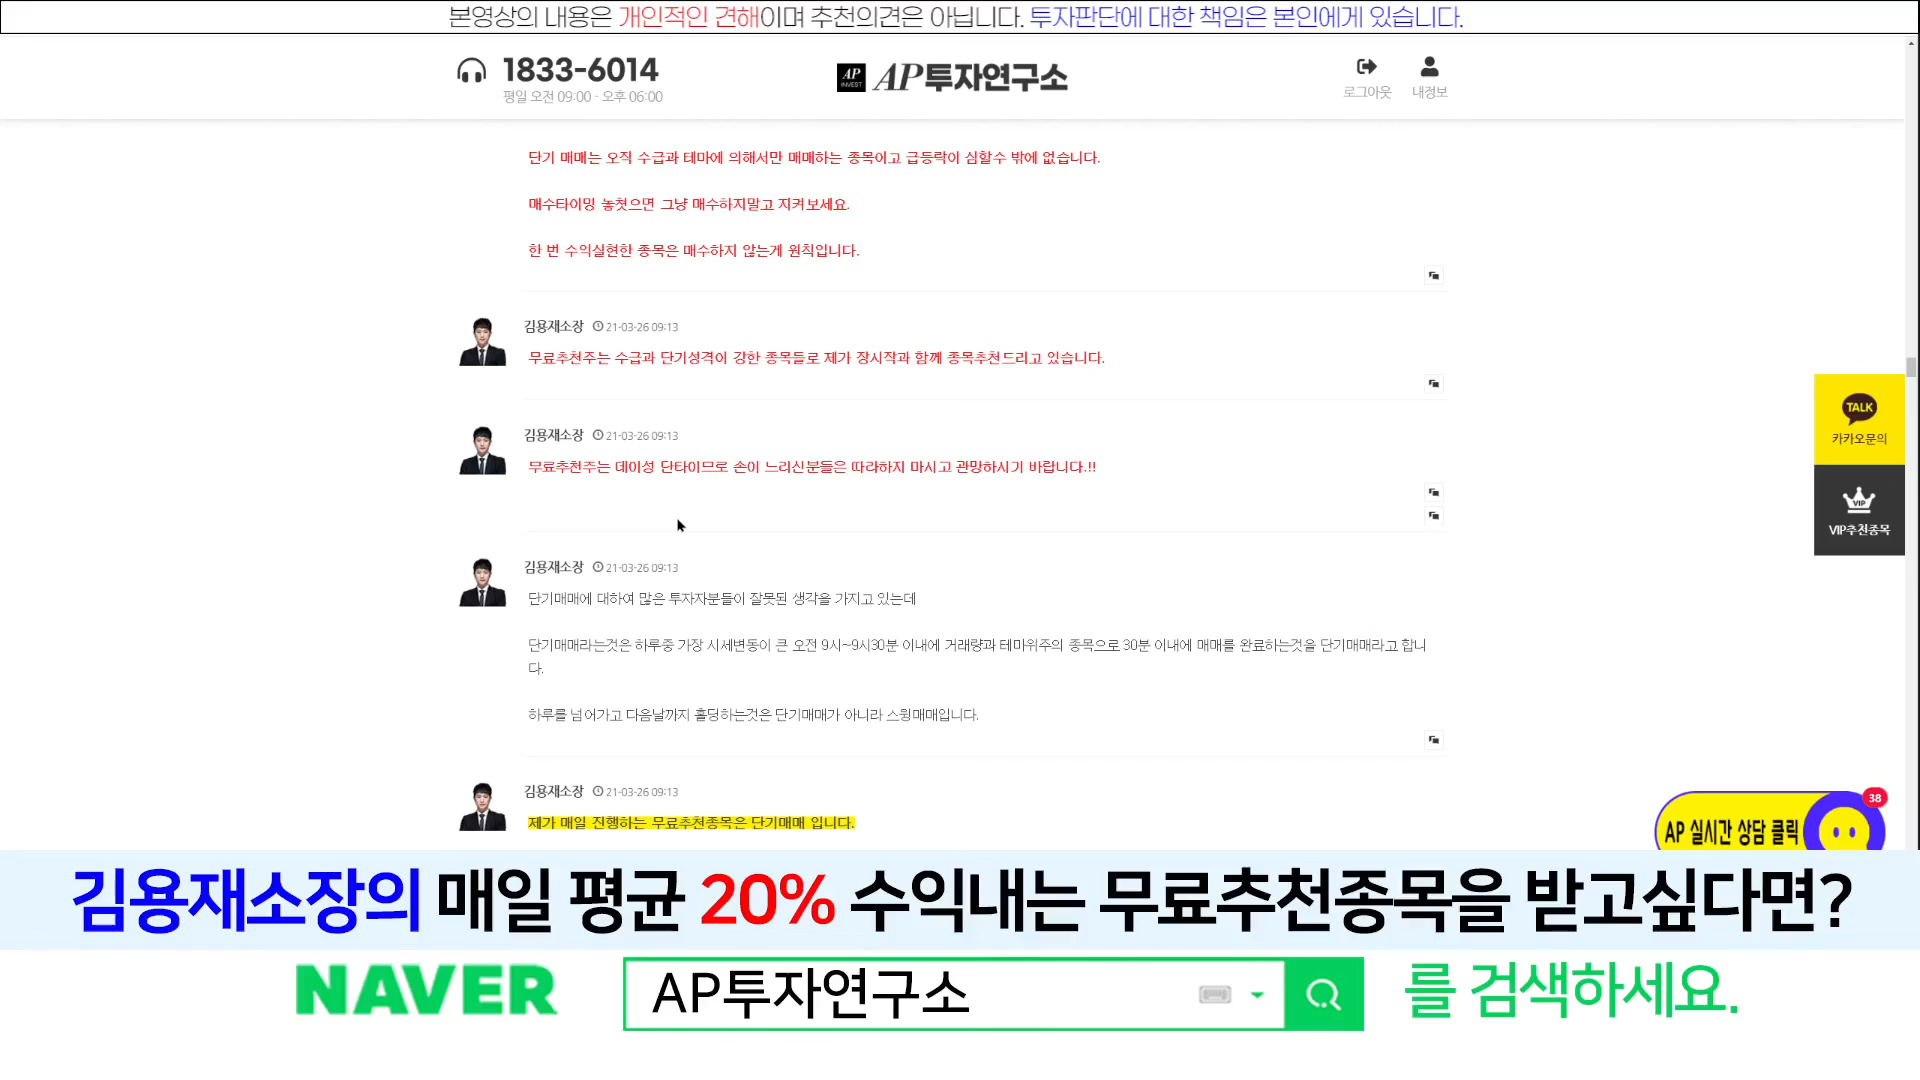 본영상의 내용은 개인적인 견해이며 추천의견은 아닙니다. 투자판단에 대한 책임은 본인에게 있습니다.
1833-6014
평일 오전 09:00 - 오후 06:00
AP INVEST AP투자연구소
로그아웃 내정보
단기 매매는 오직 수급과 테마에 의해서만 매매하는 종목이고 급등락이 심할수 밖에 없습니다.
매수타이밍 놓쳣으면 그냥 매수하지말고 지켜보세요.
한 번 수익실현한 종목은 매수하지 않는게 원칙입니다.
김용재소장 21-03-26 09:13
무료추천주는 수급과 단기성격이 강한 종목들로 제가 장시작과 함께 종목추천드리고 있습니다.
김용재소장 21-03-26 09:13
무료추천주는 데이성 단타이므로 손이 느리신분들은 따라하지 마시고 관망하시기 바랍니다.!!
TALK
카카오문의
VIP
VIP추천종목
김용재소장 21-03-26 09:13
단기매매에 대하여 많은 투자자분들이 잘못된 생각을 가지고 있는데
단기매매라는것은 하루중 가장 시세변동이 큰 오전 9시~9시30분 이내에 거래량과 테마위주의 종목으로 30분 이내에 매매를 완료하는것을 단기매매라고 합니
다.
하루를 넘어가고 다음날까지 홀딩하는것은 단기매매가 아니라 스윙매매입니다.
김용재소장 21-03-26 09:13
제가 매일 진행하는 무료추천종목은 단기매매 입니다.
38
AP 실시간 상담 클릭
김용재소장의 매일 평균 20% 수익내는 무료추천종목을 받고싶다면?
NAVER AP투자연구소 를 검색하세요.